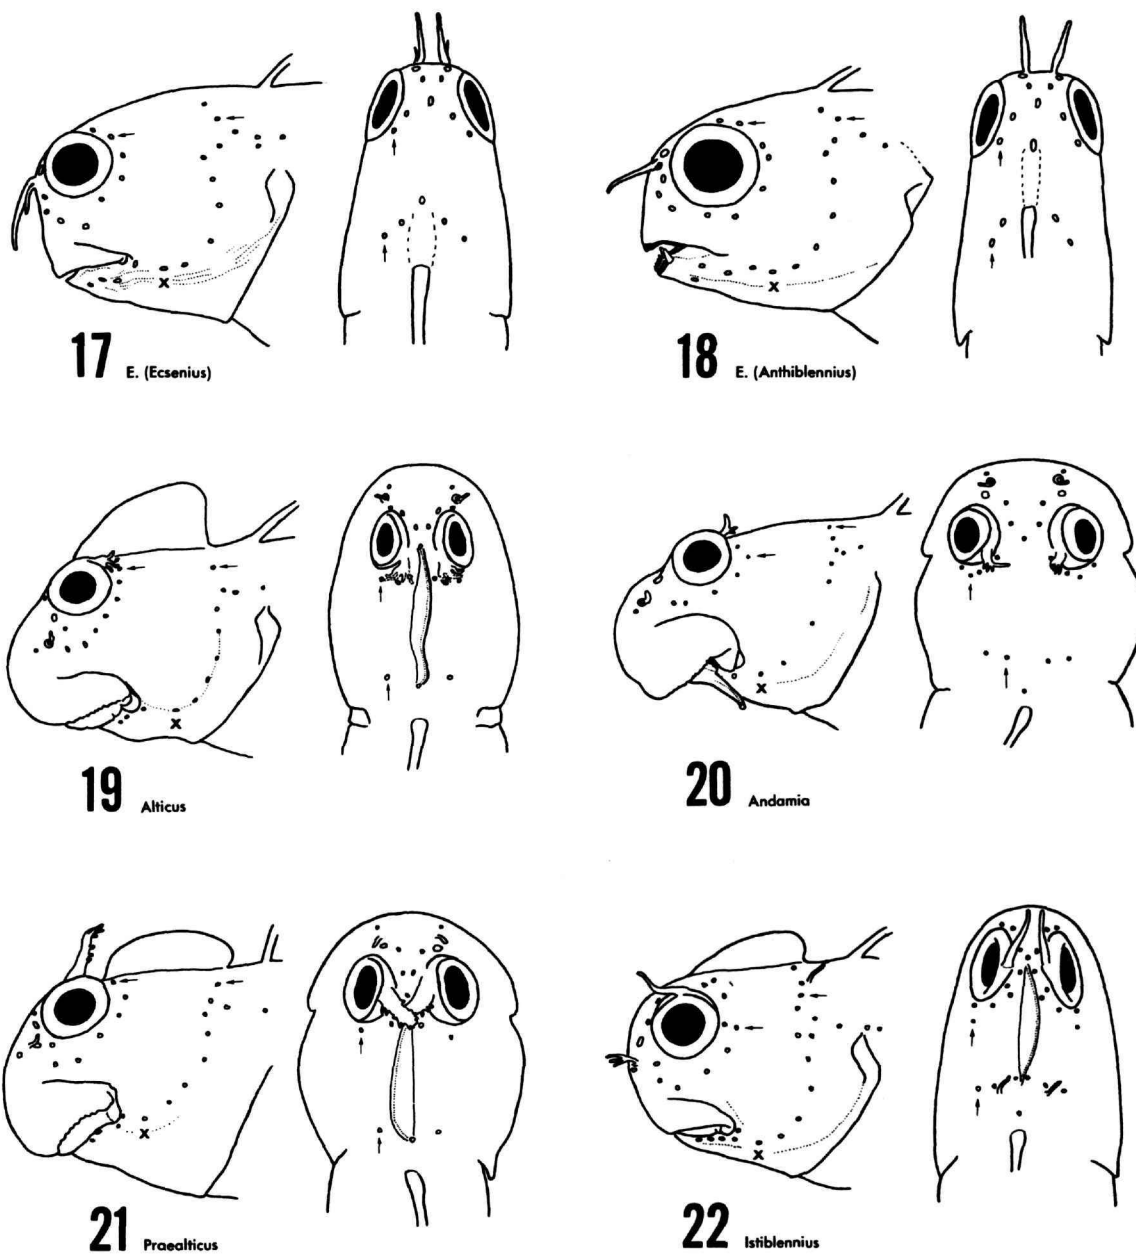 17 E. (Ecsenius)
18 E. (Anthiblennius)
x
x
19 Alticus
20 Andamia
x
x
21 Praealticus
22 Istiblennius
x
x